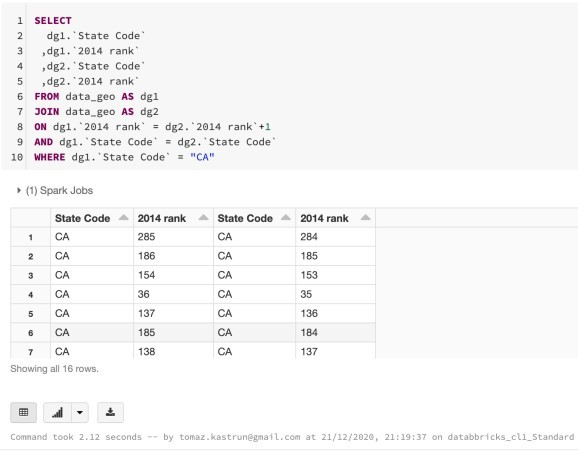 1 SELECT
2 dg1.`State Code`
3 ,dg1.`2014 rank`
4 ,dg2.`State Code`
5 ,dg2.`2014 rank`
6 FROM data_geo AS dg1
7 JOIN data_geo AS dg2
8 ON dg1.`2014 rank` = dg2.`2014 rank`+1
9 AND dg1.`State Code` = dg2.`State Code`
10 WHERE dg1.`State Code` = "CA"
(1) Spark Jobs
State Code 2014 rank State Code 2014 rank
1 CA 285 CA 284
2 CA 186 CA 185
3 CA 154 CA 153
4 CA 36 CA 35
5 CA 137 CA 136
6 CA 185 CA 184
7 CA 138 CA 137
Showing all 16 rows.
Command took 2.12 seconds -- by tomaz.kastrun@gmail.com at 21/12/2020, 21:19:37 on databbricks_cl1_Standard